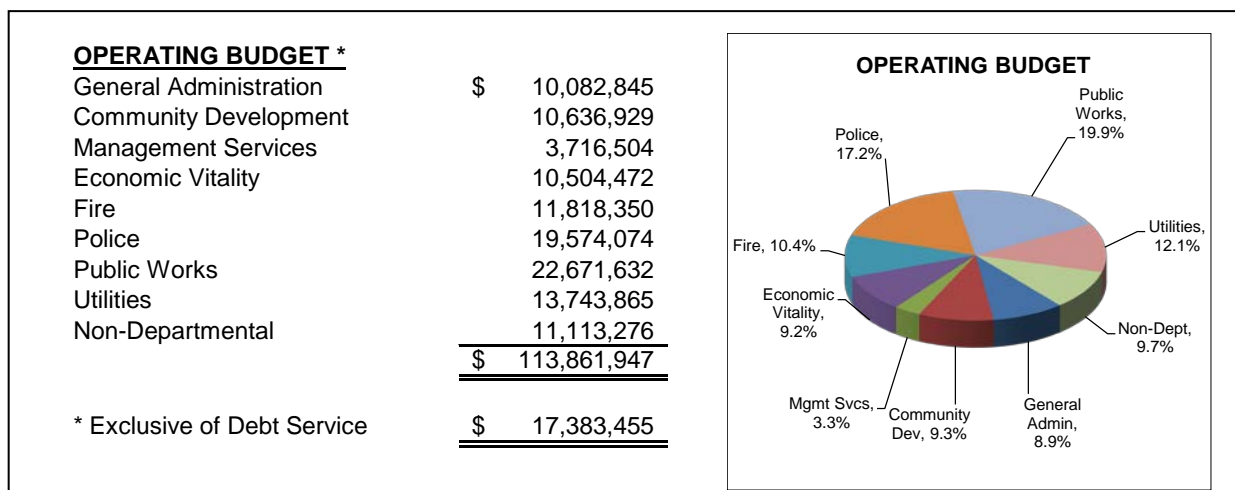 OPERATING BUDGET *
General Administration $ 10,082,845
Community Development 10,636,929
Management Services 3,716,504
Economic Vitality 10,504,472
Fire 11,818,350
Police 19,574,074
Public Works 22,671,632
Utilities 13,743,865
Non-Departmental 11,113,276
$ 113,861,947
* Exclusive of Debt Service $ 17,383,455
OPERATING BUDGET
Public
Works,
19.9%
Police,
17.2%
Utilities,
12.1%
Fire, 10.4%
Economic
Vitality,
9.2%
Non-Dept,
9.7%
Mgmt Svcs,
3.3%
Community
Dev, 9.3%
General
Admin,
8.9%